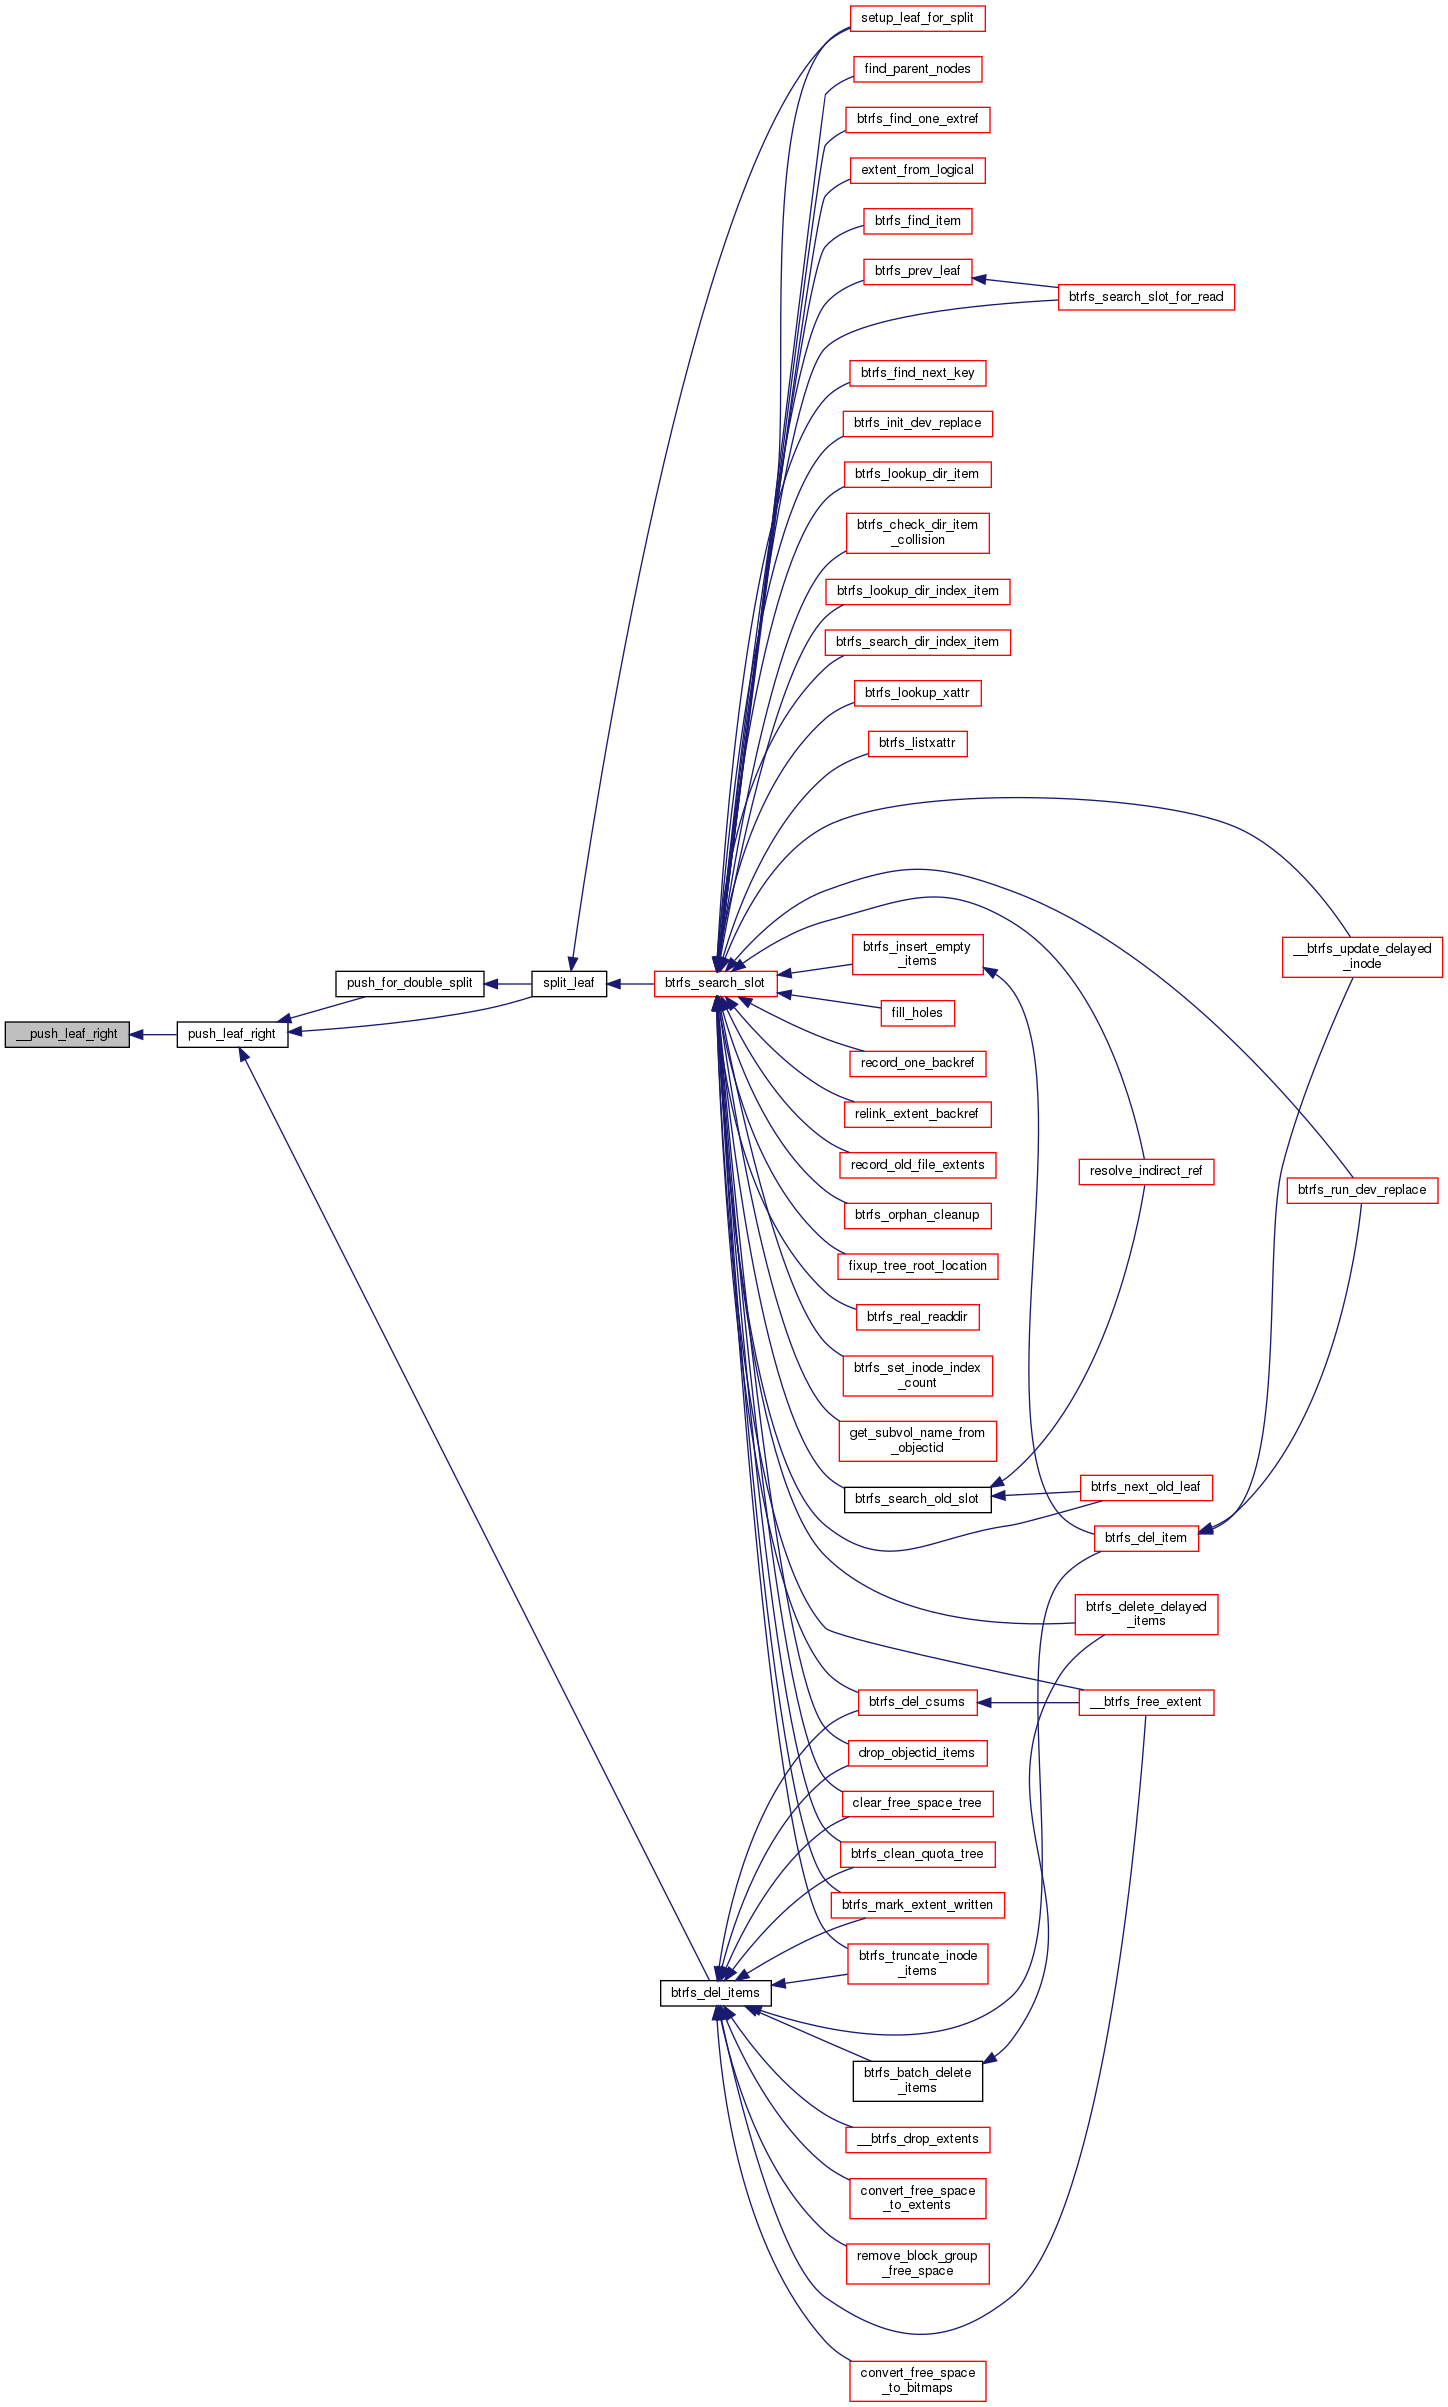 setup_leaf_for_split
find_parent_nodes
btrfs_find_one_extref
extent_from_logical
btrfs_find_item
btrfs_prev_leaf
btrfs_search_slot_for_read
btrfs_find_next_key
btrfs_init_dev_replace
btrfs_lookup_dir_item
btrfs_check_dir_item
_collision
btrfs_lookup_dir_index_item
btrfs_search_dir_index_item
btrfs_lookup_xattr
btrfs_listxattr
btrfs_insert_empty
_items
__btrfs_update_delayed
_inode
push_for_double_split
split_leaf
btrfs_search_slot
fill_holes
__push_leaf_right
push_leaf_right
record_one_backref
relink_extent_backref
record_old_file_extents
resolve_indirect_ref
btrfs_run_dev_replace
btrfs_orphan_cleanup
fixup_tree_root_location
btrfs_real_readdir
btrfs_set_inode_index
_count
get_subvol_name_from
_objectid
btrfs_next_old_leaf
btrfs_search_old_slot
btrfs_del_item
btrfs_delete_delayed
_items
btrfs_del_csums
__btrfs_free_extent
drop_objectid_items
clear_free_space_tree
btrfs_clean_quota_tree
btrfs_mark_extent_written
btrfs_truncate_inode
_items
btrfs_del_items
btrfs_batch_delete
_items
__btrfs_drop_extents
convert_free_space
_to_extents
remove_block_group
_free_space
convert_free_space
_to_bitmaps